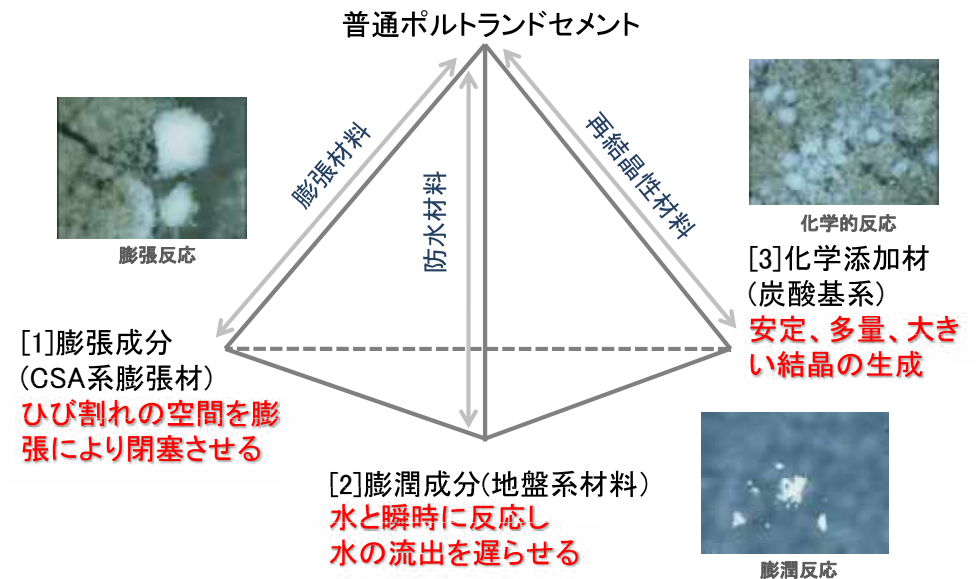 普通ポルトランドセメント
膨張材料
防水材料
再結晶性材料
膨張反応
化学的反応
[3]化学添加材
(炭酸基系)
安定、多量、大き
い結晶の生成
[1]膨張成分
(CSA系膨張材)
ひび割れの空間を膨
張により閉塞させる
[2]膨潤成分(地盤系材料)
水と瞬時に反応し
水の流出を遅らせる
膨潤反応